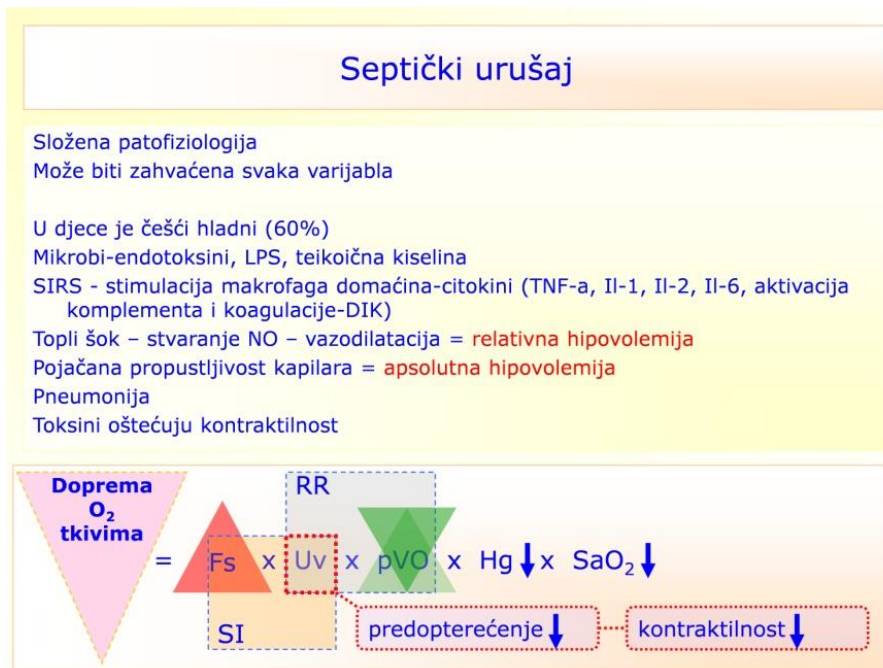 Septički urušaj
Složena patofiziologija
Može biti zahvaćena svaka varijabla
U djece je češći hladni (60%)
Mikrobi-endotoksini, LPS, teikoična kiselina
SIRS - stimulacija makrofaga domaćina-citokini (TNF-a, Il-1, Il-2, Il-6, aktivacija
komplementa i koagulacije-DIK)
Topli šok – stvaranje NO – vazodilatacija = relativna hipovolemija
Pojačana propustljivost kapilara = apsolutna hipovolemija
Pneumonija
Toksini oštećuju kontraktilnost
Doprema
O₂
tkivima
RR
= Fs x Uv x pVO x Hg x SaO₂
SI
predopterećenje
kontraktilnost